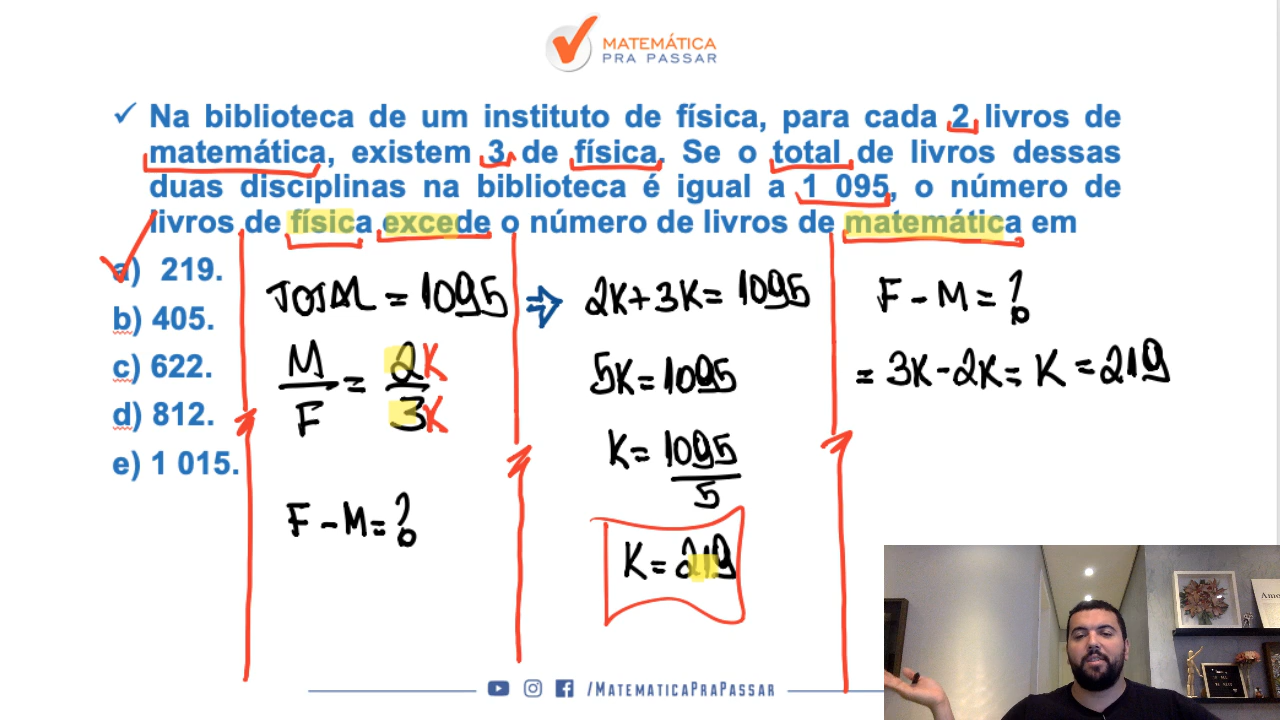 MATEMÁTICA
PRA PASSAR
✓ Na biblioteca de um instituto de física, para cada 2 livros de
matemática, existem 3 de física. Se o total de livros dessas
duas disciplinas na biblioteca é igual a 1 095, o número de
livros de física excede o número de livros de matemática em
a) 219.
b) 405.
c) 622.
d) 812.
e) 1 015.
TOTAL = 1095
M/F = 2K/3K
F - M = ?
⇒ 2K + 3K = 1095
5K = 1095
K = 1095/5
K = 219
F - M = ?
= 3K - 2K = K = 219
/MATEMATICAPRAPASSAR